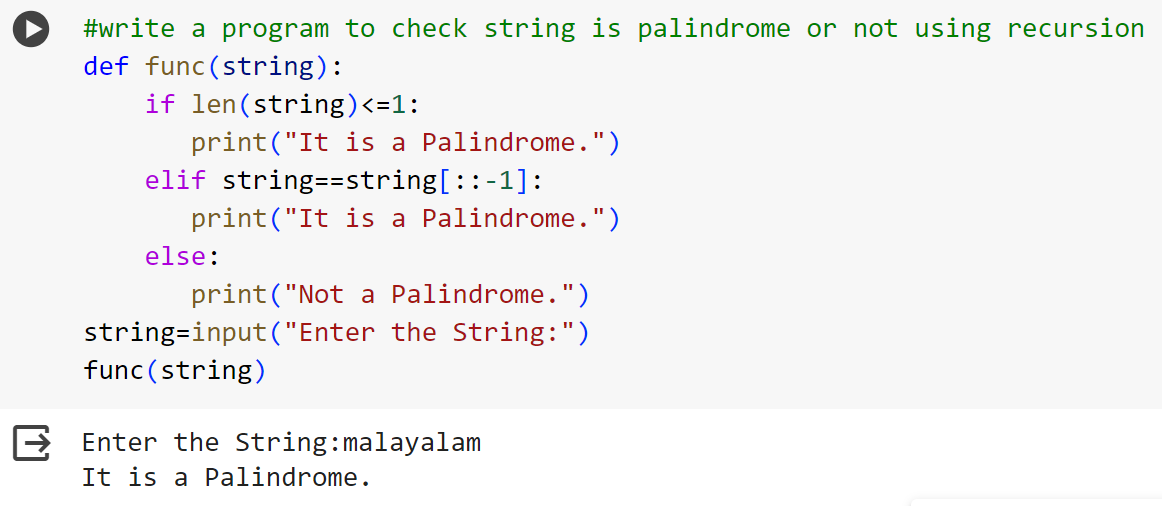 #write a program to check string is palindrome or not using recursion
def func(string):
    if len(string)<=1:
       print("It is a Palindrome.")
    elif string==string[::-1]:
       print("It is a Palindrome.")
    else:
       print("Not a Palindrome.")
string=input("Enter the String:")
func(string)
Enter the String:malayalam
It is a Palindrome.